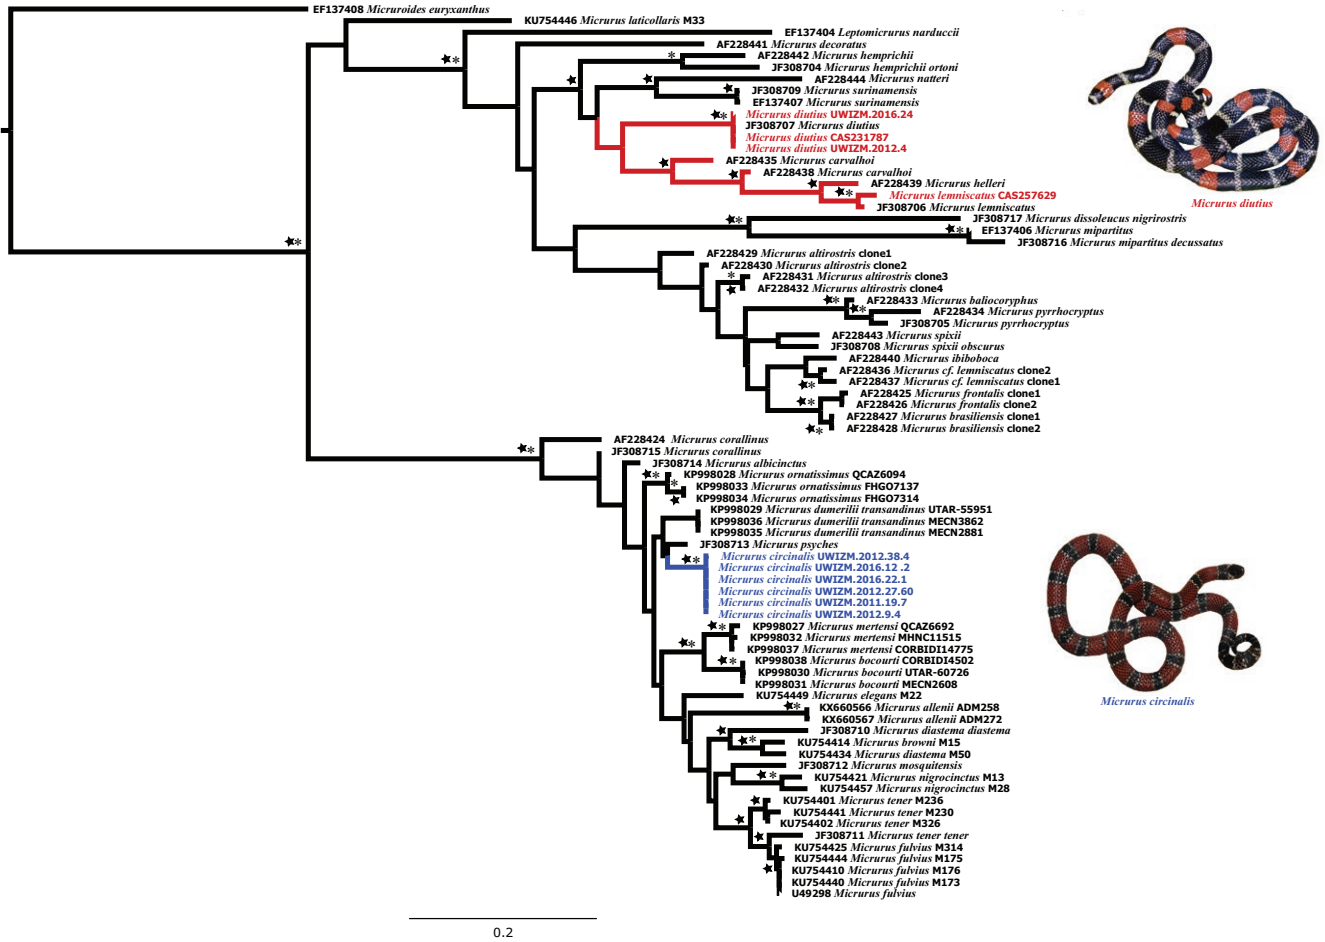 EF137408 Micruroides euryxanthus
KU754446 Micrurus laticollaris M33
EF137404 Leptomicrurus narduccii
AF228441 Micrurus decoratus
AF228442 Micrurus hemprichii
JF308704 Micrurus hemprichii ortoni
AF228444 Micrurus natteri
JF308709 Micrurus surinamensis
EF137407 Micrurus surinamensis
Micrurus diutius UWIZM.2016.24
JF308707 Micrurus diutius
Micrurus diutius CAS231787
Micrurus diutius UWIZM.2012.4
AF228435 Micrurus carvalhoi
AF228438 Micrurus carvalhoi
AF228439 Micrurus helleri
Micrurus lemniscatus CAS257629
JF308706 Micrurus lemniscatus
Micrurus diutius
JF308717 Micrurus dissoleucus nigrirostris
EF137406 Micrurus mipartitus
JF308716 Micrurus mipartitus decussatus
AF228429 Micrurus altirostris clone1
AF228430 Micrurus altirostris clone2
AF228431 Micrurus altirostris clone3
AF228432 Micrurus altirostris clone4
AF228433 Micrurus baliocoryphus
AF228434 Micrurus pyrrhocryptus
JF308705 Micrurus pyrrhocryptus
AF228443 Micrurus spixii
JF308708 Micrurus spixii obscurus
AF228440 Micrurus ibiboboca
AF228436 Micrurus cf. lemniscatus clone2
AF228437 Micrurus cf. lemniscatus clone1
AF228425 Micrurus frontalis clone1
AF228426 Micrurus frontalis clone2
AF228427 Micrurus brasiliensis clone1
AF228428 Micrurus brasiliensis clone2
AF228424 Micrurus corallinus
JF308715 Micrurus corallinus
JF308714 Micrurus albicinctus
KP998028 Micrurus ornatissimus QCAZ6094
KP998033 Micrurus ornatissimus FHGO7137
KP998034 Micrurus ornatissimus FHGO7314
KP998029 Micrurus dumerilii transandinus UTAR-55951
KP998036 Micrurus dumerilii transandinus MECN3862
KP998035 Micrurus dumerilii transandinus MECN2881
JF308713 Micrurus psyches
Micrurus circinalis UWIZM.2012.38.4
Micrurus circinalis UWIZM.2016.12 .2
Micrurus circinalis UWIZM.2016.22.1
Micrurus circinalis UWIZM.2012.27.60
Micrurus circinalis UWIZM.2011.19.7
Micrurus circinalis UWIZM.2012.9.4
KP998027 Micrurus mertensi QCAZ6692
KP998032 Micrurus mertensi MHNC11515
KP998037 Micrurus mertensi CORBIDI14775
KP998038 Micrurus bocourti CORBIDI4502
KP998030 Micrurus bocourti UTAR-60726
KP998031 Micrurus bocourti MECN2608
KU754449 Micrurus elegans M22
Micrurus circinalis
KX660566 Micrurus allenii ADM258
KX660567 Micrurus allenii ADM272
JF308710 Micrurus diastema diastema
KU754414 Micrurus browni M15
KU754434 Micrurus diastema M50
JF308712 Micrurus mosquitensis
KU754421 Micrurus nigrocinctus M13
KU754457 Micrurus nigrocinctus M28
KU754401 Micrurus tener M236
KU754441 Micrurus tener M230
KU754402 Micrurus tener M326
JF308711 Micrurus tener tener
KU754425 Micrurus fulvius M314
KU754444 Micrurus fulvius M175
KU754410 Micrurus fulvius M176
KU754440 Micrurus fulvius M173
U49298 Micrurus fulvius
0.2